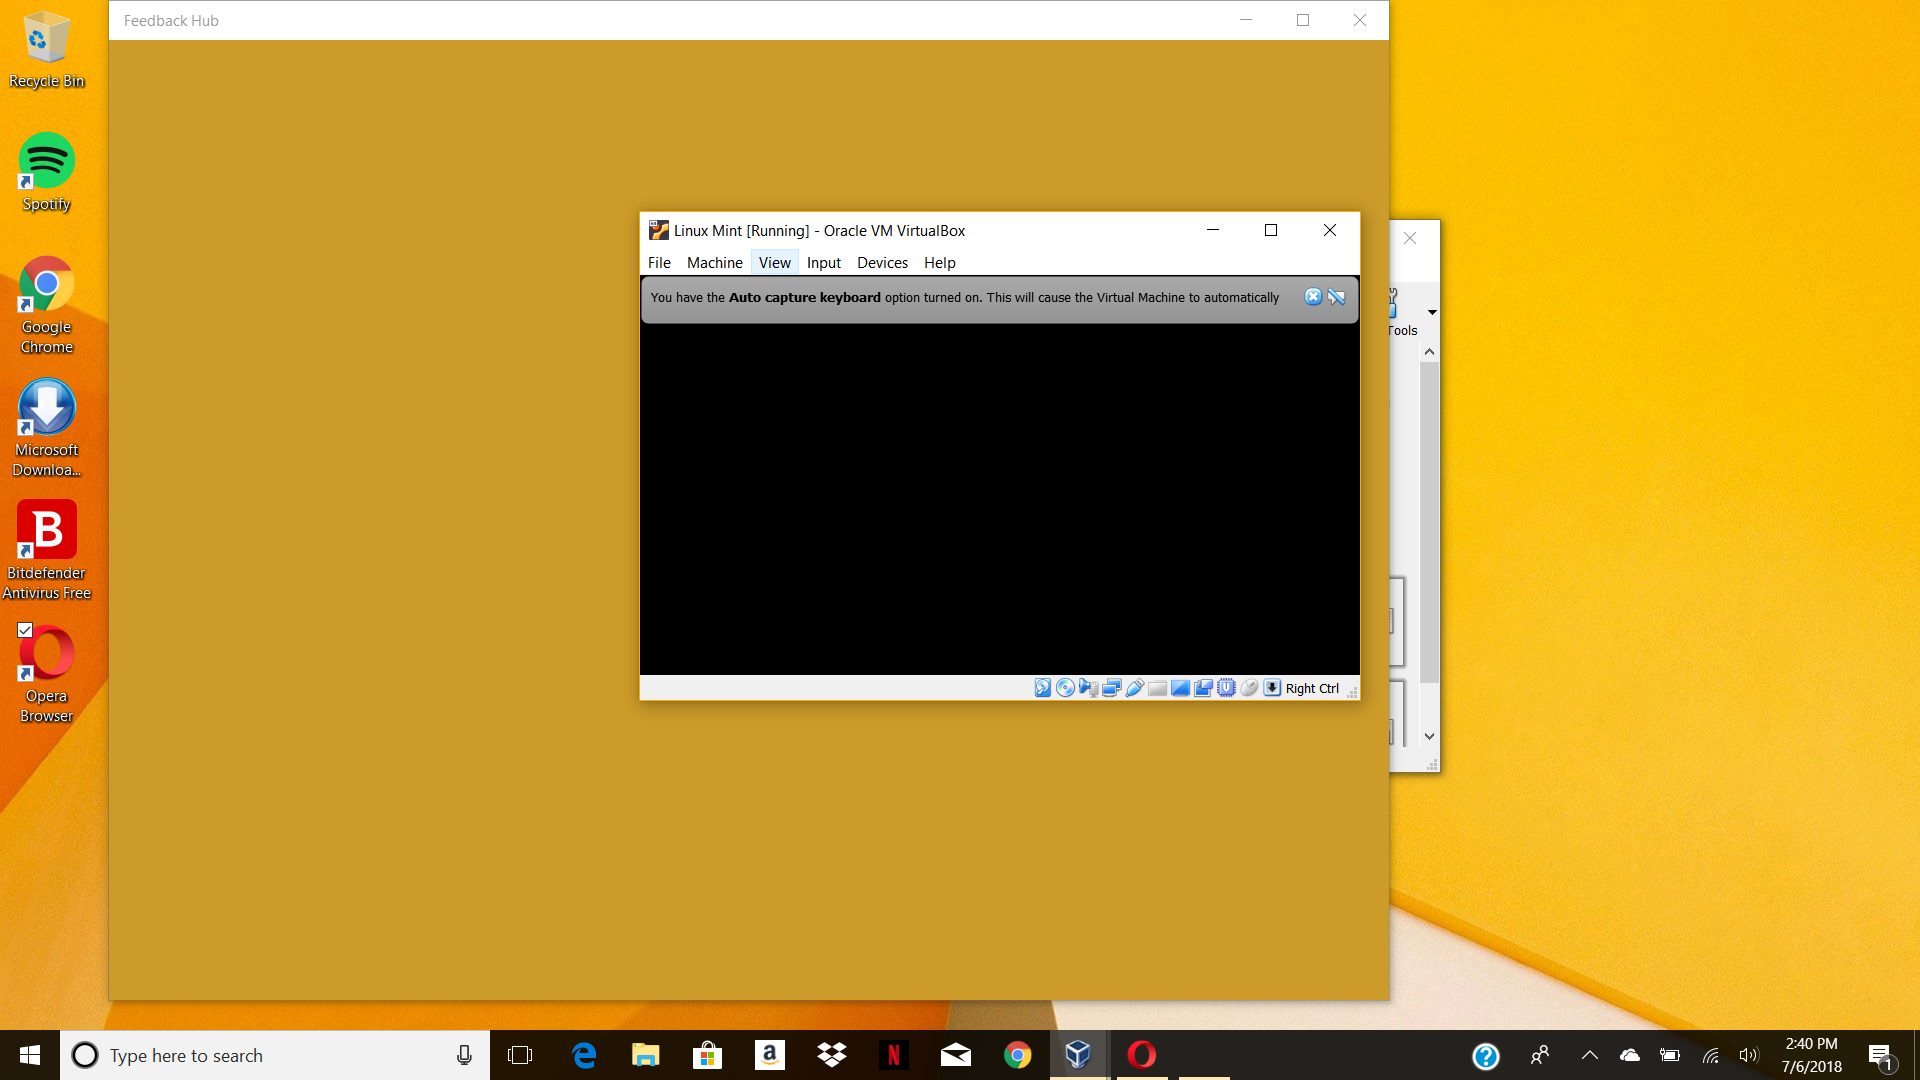 Feedback Hub
Recycle Bin
Spotify
Google
Chrome
Microsoft
Downloa...
B
Bitdefender
Antivirus Free
Opera
Browser
Linux Mint [Running] - Oracle VM VirtualBox
File Machine View Input Devices Help
You have the Auto capture keyboard option turned on. This will cause the Virtual Machine to automatically
Tools
Right Ctrl
Type here to search
2:40 PM
7/6/2018
1